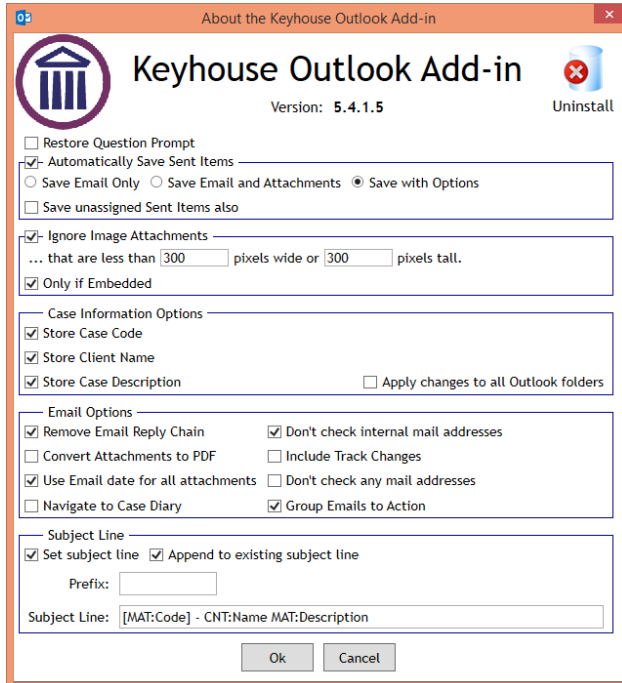 About the Keyhouse Outlook Add-in
Keyhouse Outlook Add-in
Version: 5.4.1.5
Uninstall
Restore Question Prompt
Automatically Save Sent Items
Save Email Only Save Email and Attachments Save with Options
Save unassigned Sent Items also
Ignore Image Attachments
... that are less than 300 pixels wide or 300 pixels tall.
Only if Embedded
Case Information Options
Store Case Code
Store Client Name
Store Case Description Apply changes to all Outlook folders
Email Options
Remove Email Reply Chain Don't check internal mail addresses
Convert Attachments to PDF Include Track Changes
Use Email date for all attachments Don't check any mail addresses
Navigate to Case Diary Group Emails to Action
Subject Line
Set subject line Append to existing subject line
Prefix:
Subject Line: [MAT:Code] - CNT:Name MAT:Description
Ok Cancel